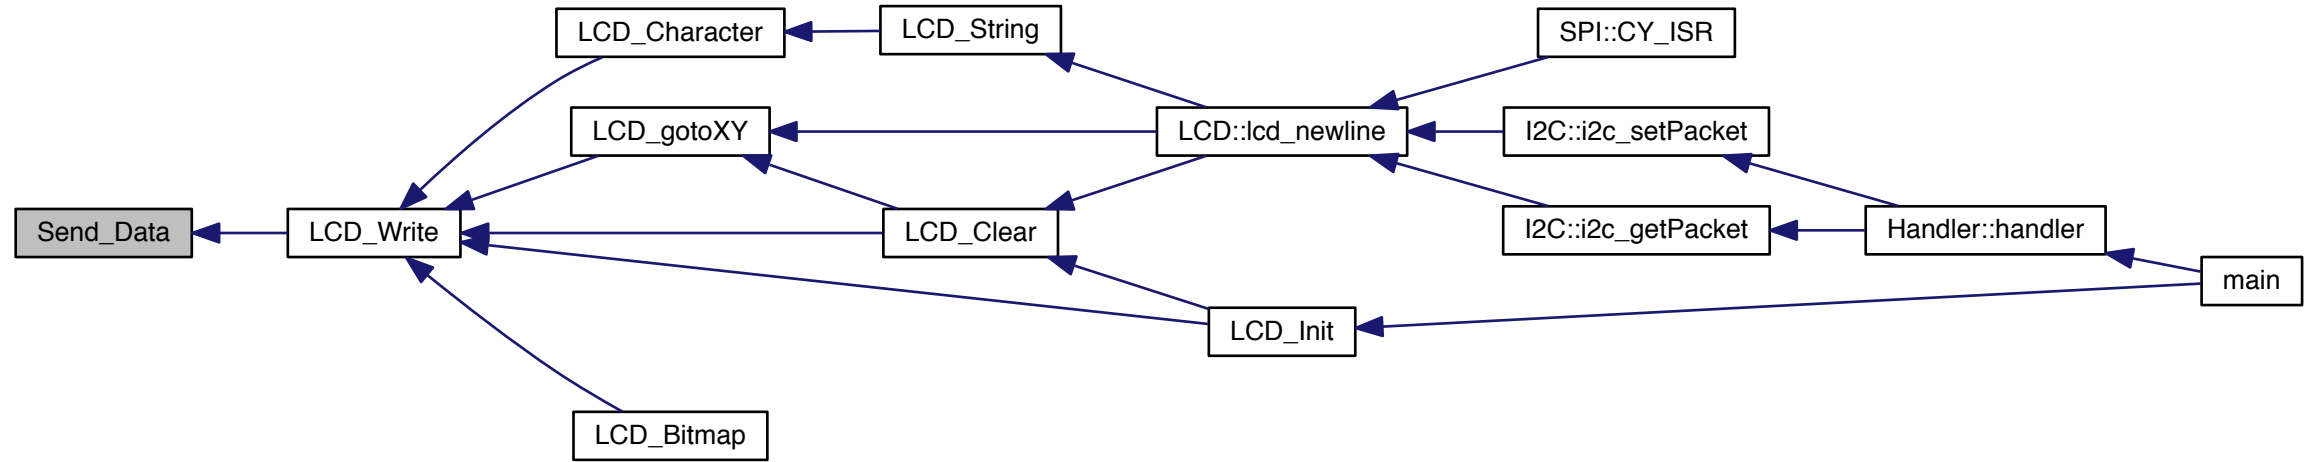 LCD_Character
LCD_String
SPI::CY_ISR
LCD_gotoXY
LCD::lcd_newline
I2C::i2c_setPacket
Send_Data
LCD_Write
LCD_Clear
I2C::i2c_getPacket
Handler::handler
main
LCD_Init
LCD_Bitmap